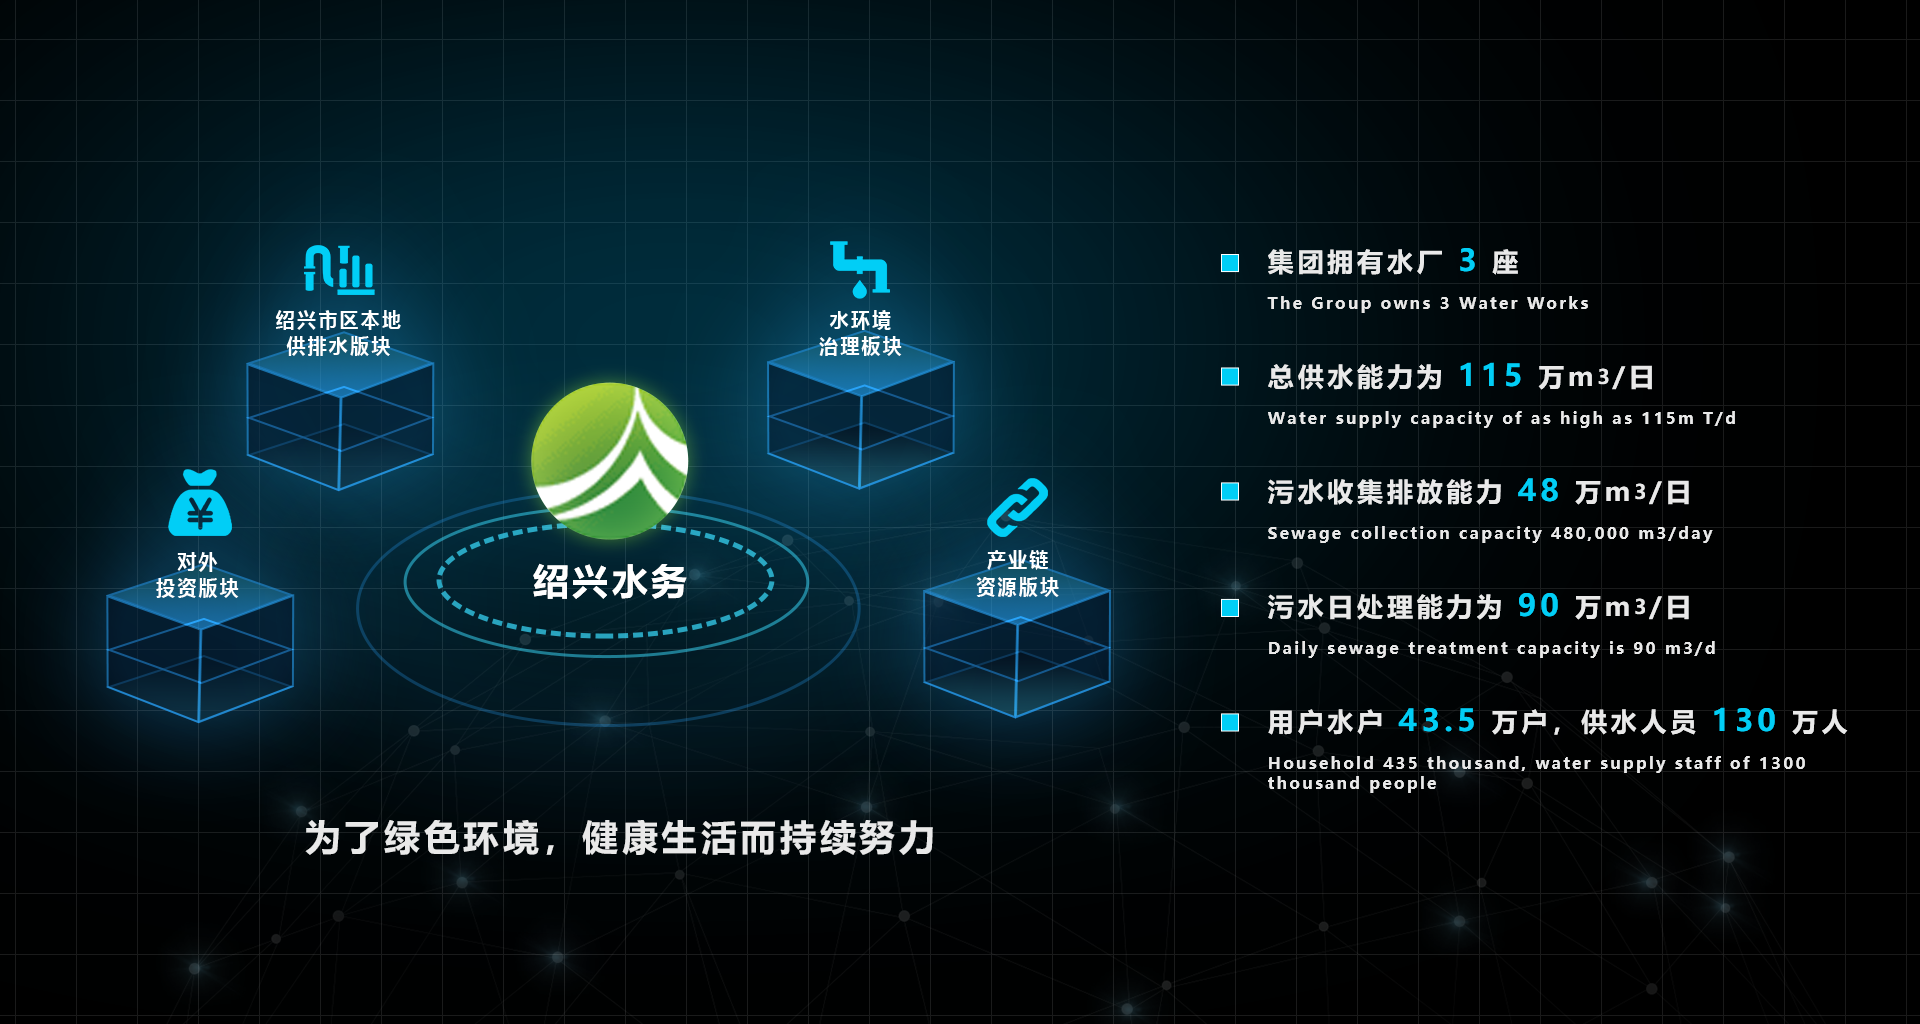 绍兴市区本地
供排水版块
水环境
治理板块
对外
投资版块
产业链
资源版块
绍兴水务
为了绿色环境，健康生活而持续努力
集团拥有水厂 3 座
The Group owns 3 Water Works
总供水能力为 115 万m3/日
Water supply capacity of as high as 115m T/d
污水收集排放能力 48 万m3/日
Sewage collection capacity 480,000 m3/day
污水日处理能力为 90 万m3/日
Daily sewage treatment capacity is 90 m3/d
用户水户 43.5 万户，供水人员 130 万人
Household 435 thousand, water supply staff of 1300
thousand people